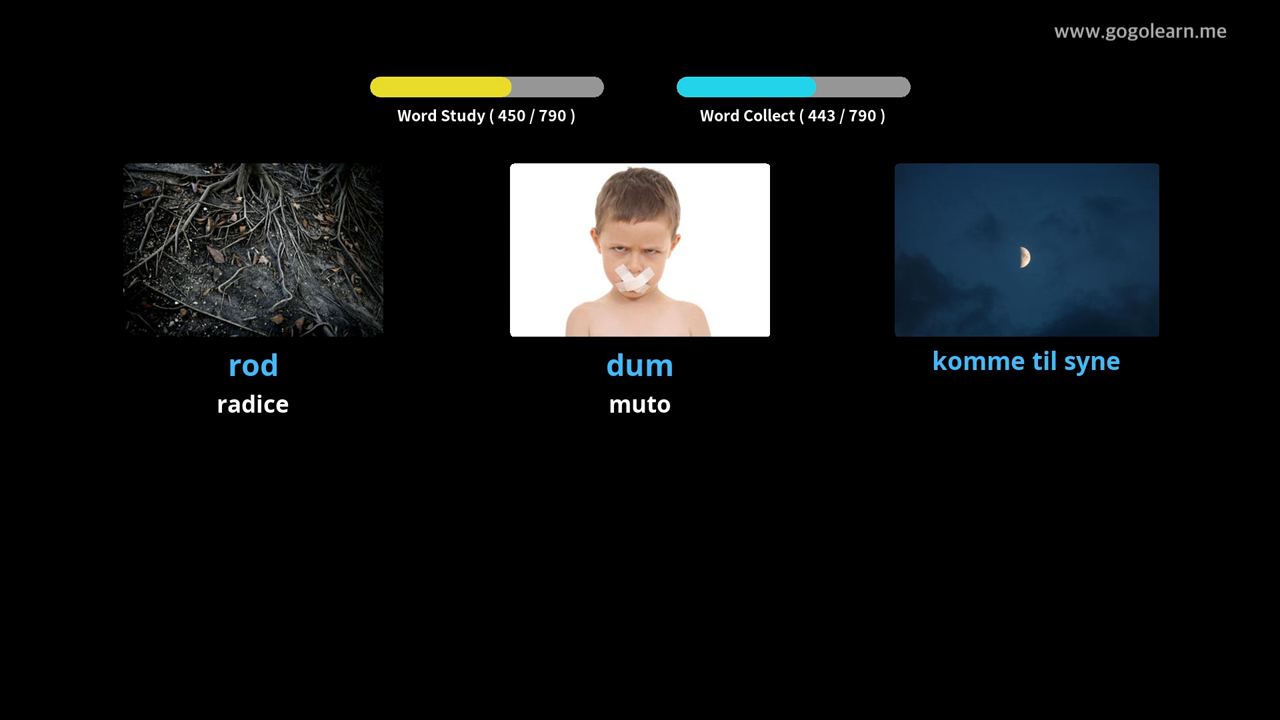 www.gogolearn.me
Word Study ( 450 / 790 )
Word Collect ( 443 / 790 )
rod
radice
dum
muto
komme til syne